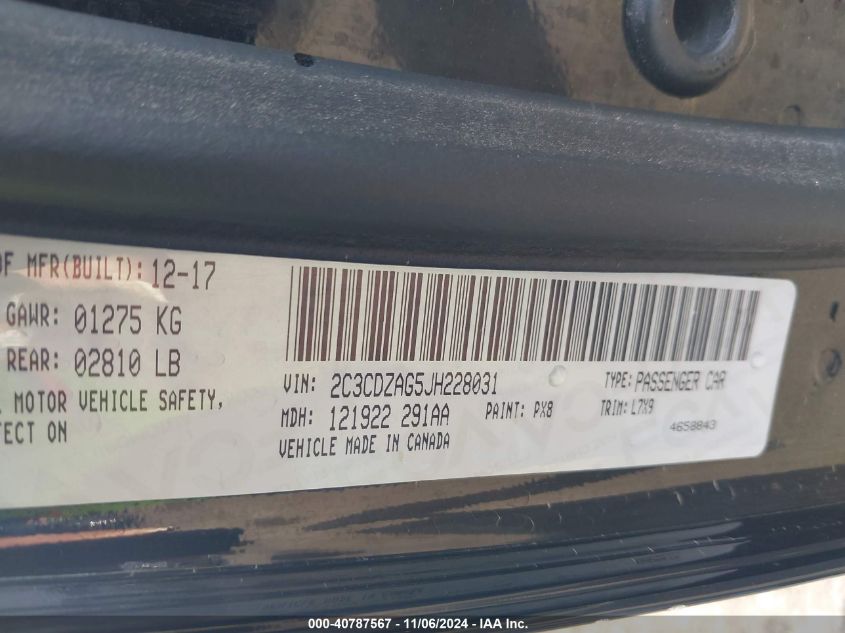 OF MFR(BUILT): 12-17
GAWR: 01275 KG
REAR: 02810 LB
MOTOR VEHICLE SAFETY,
ON
VIN: 2C3CDZAG5JH228031
TYPE: PASSENGER CAR
MDH: 121922 291AA
PAINT: PX8
TRIM: L7X9
VEHICLE MADE IN CANADA
4658843
000-40787567 - 11/06/2024 - IAA Inc.